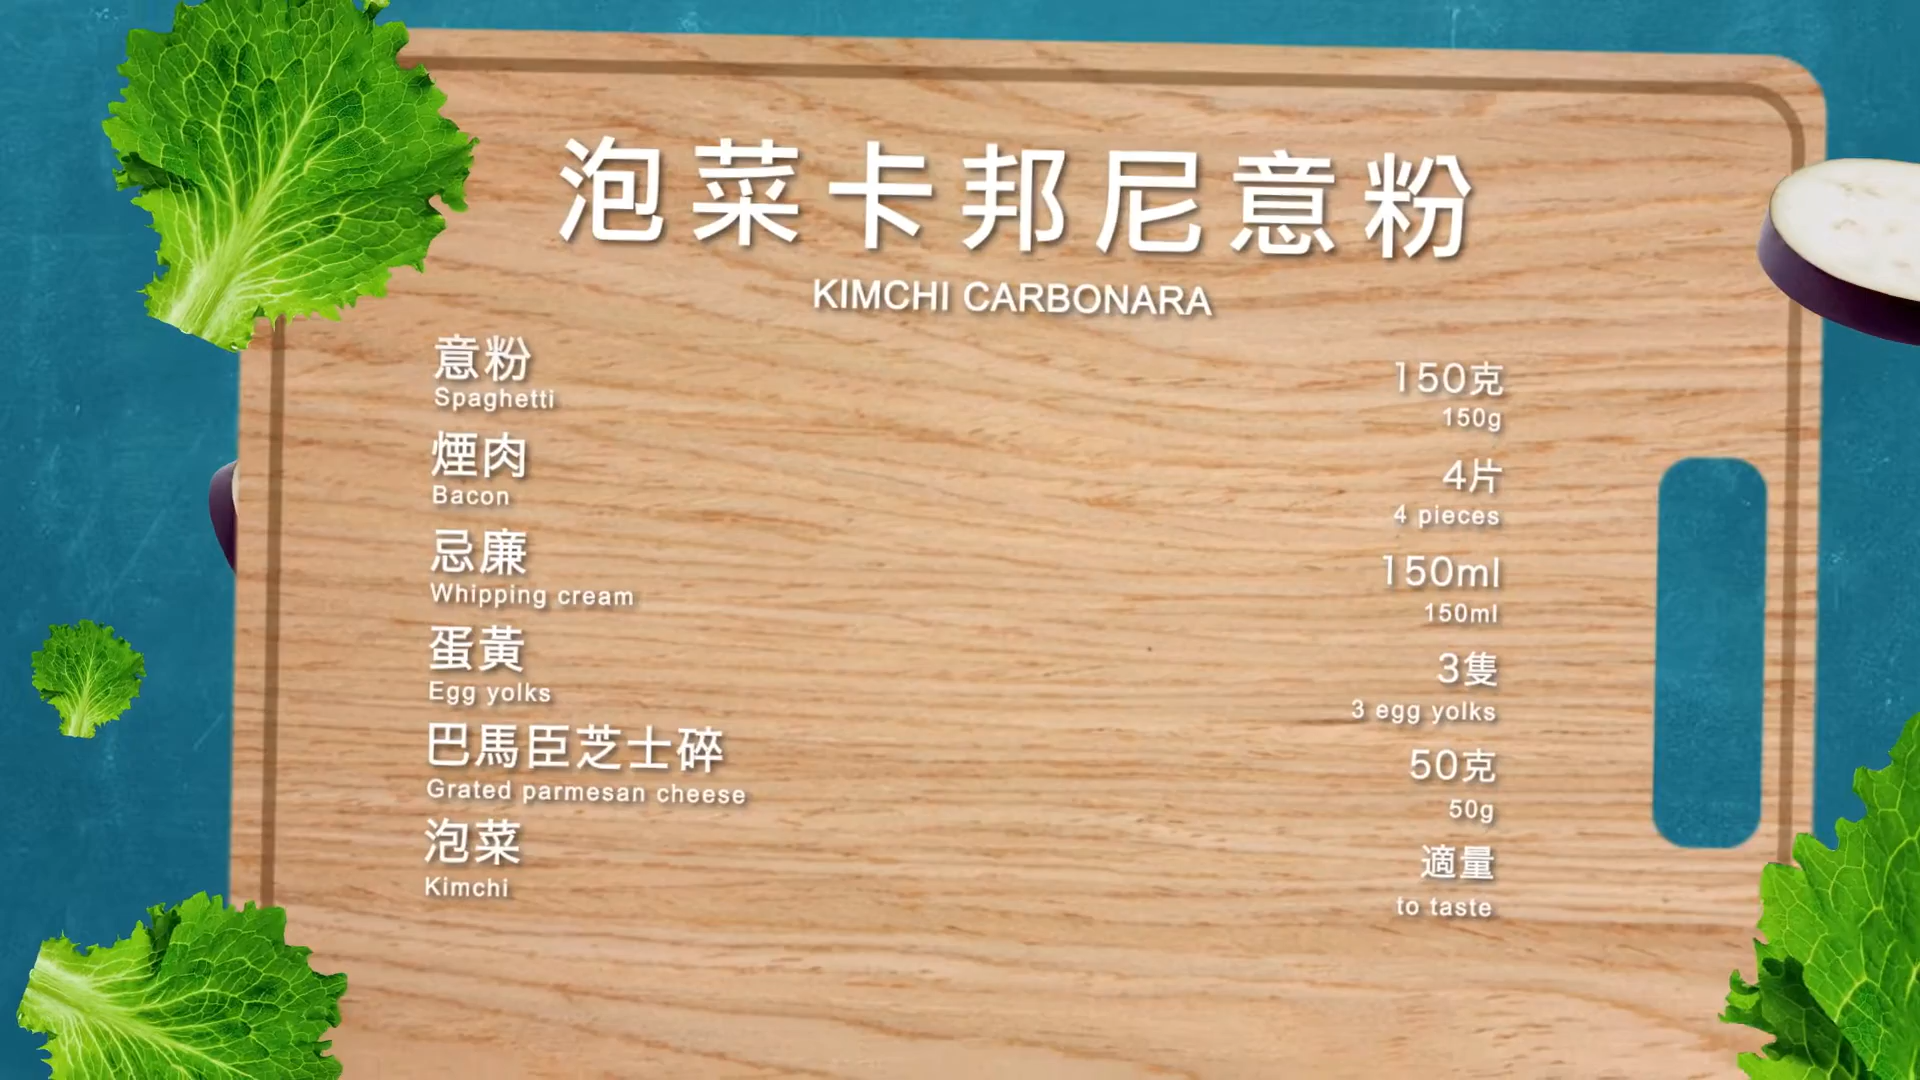 泡菜卡邦尼意粉
KIMCHI CARBONARA
意粉 150克
Spaghetti 150g
煙肉 4片
Bacon 4 pieces
忌廉 150ml
Whipping cream 150ml
蛋黃 3隻
Egg yolks 3 egg yolks
巴馬臣芝士碎 50克
Grated parmesan cheese 50g
泡菜 適量
Kimchi to taste